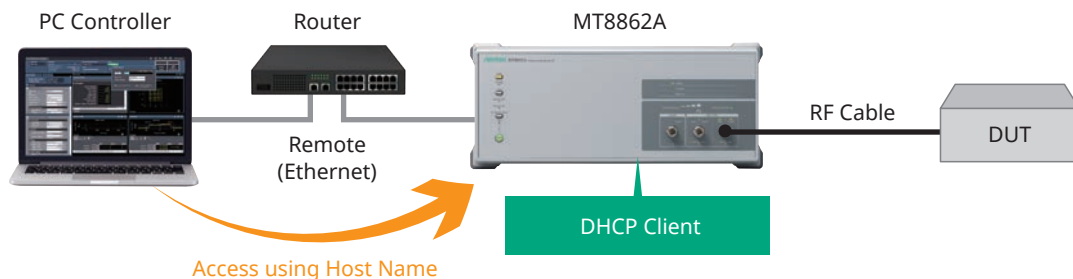 PC Controller
Router
MT8862A
Remote
(Ethernet)
RF Cable
DUT
DHCP Client
Access using Host Name